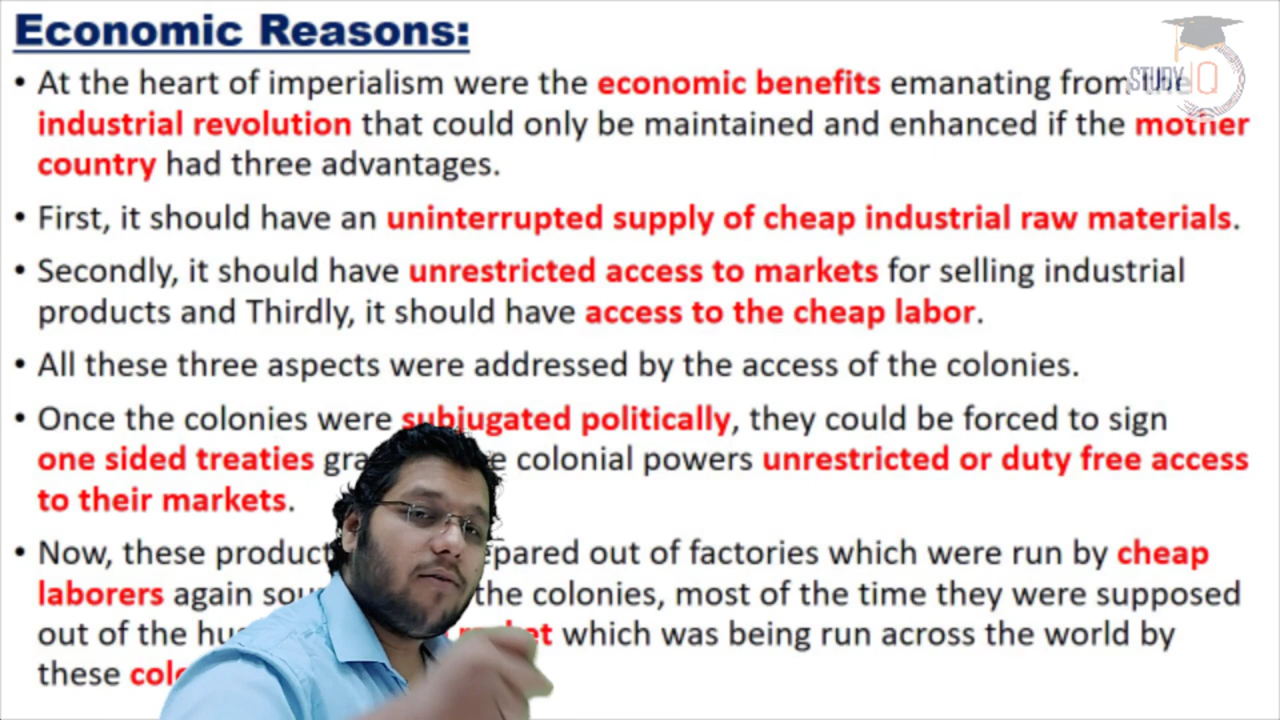 Economic Reasons:
• At the heart of imperialism were the economic benefits emanating from the
industrial revolution that could only be maintained and enhanced if the mother
country had three advantages.
• First, it should have an uninterrupted supply of cheap industrial raw materials.
• Secondly, it should have unrestricted access to markets for selling industrial
products and Thirdly, it should have access to the cheap labor.
• All these three aspects were addressed by the access of the colonies.
• Once the colonies were subjugated politically, they could be forced to sign
one sided treaties colonial powers unrestricted or duty free access
to their markets.
• Now, these out of factories which were run by cheap
laborers again the colonies, most of the time they were supposed
out of the which was being run across the world by
these
STUDY IQ